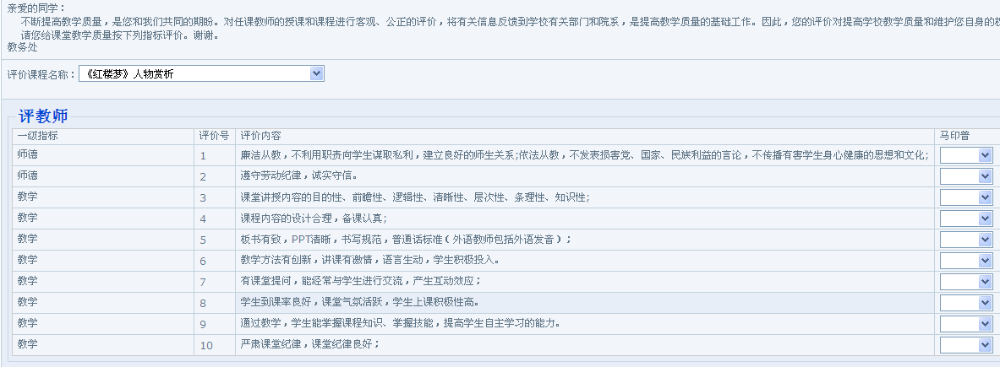 亲爱的同学：
不断提高教学质量，是您和我们共同的期盼。对任课教师的授课和课程进行客观、公正的评价，将有关信息反馈到学校有关部门和院系，是提高教学质量的基础工作。因此，您的评价对提高学校教学质量和维护您自身的权
请您给课堂教学质量按下列指标评价。谢谢。
教务处
评价课程名称： 《红楼梦》人物赏析
评教师
一级指标 评价号 评价内容 马印普
师德 1 廉洁从教，不利用职责向学生谋取私利，建立良好的师生关系;依法从教，不发表损害党、国家、民族利益的言论，不传播有害学生身心健康的思想和文化;
师德 2 遵守劳动纪律，诚实守信。
教学 3 课堂讲授内容的目的性、前瞻性、逻辑性、清晰性、层次性、条理性、知识性;
教学 4 课程内容的设计合理，备课认真;
教学 5 板书有致，PPT清晰，书写规范，普通话标准（外语教师包括外语发音）；
教学 6 教学方法有创新，讲课有激情，语言生动，学生积极投入。
教学 7 有课堂提问，能经常与学生进行交流，产生互动效应；
教学 8 学生到课率良好，课堂气氛活跃，学生上课积极性高。
教学 9 通过教学，学生能掌握课程知识、掌握技能，提高学生自主学习的能力。
教学 10 严肃课堂纪律，课堂纪律良好；